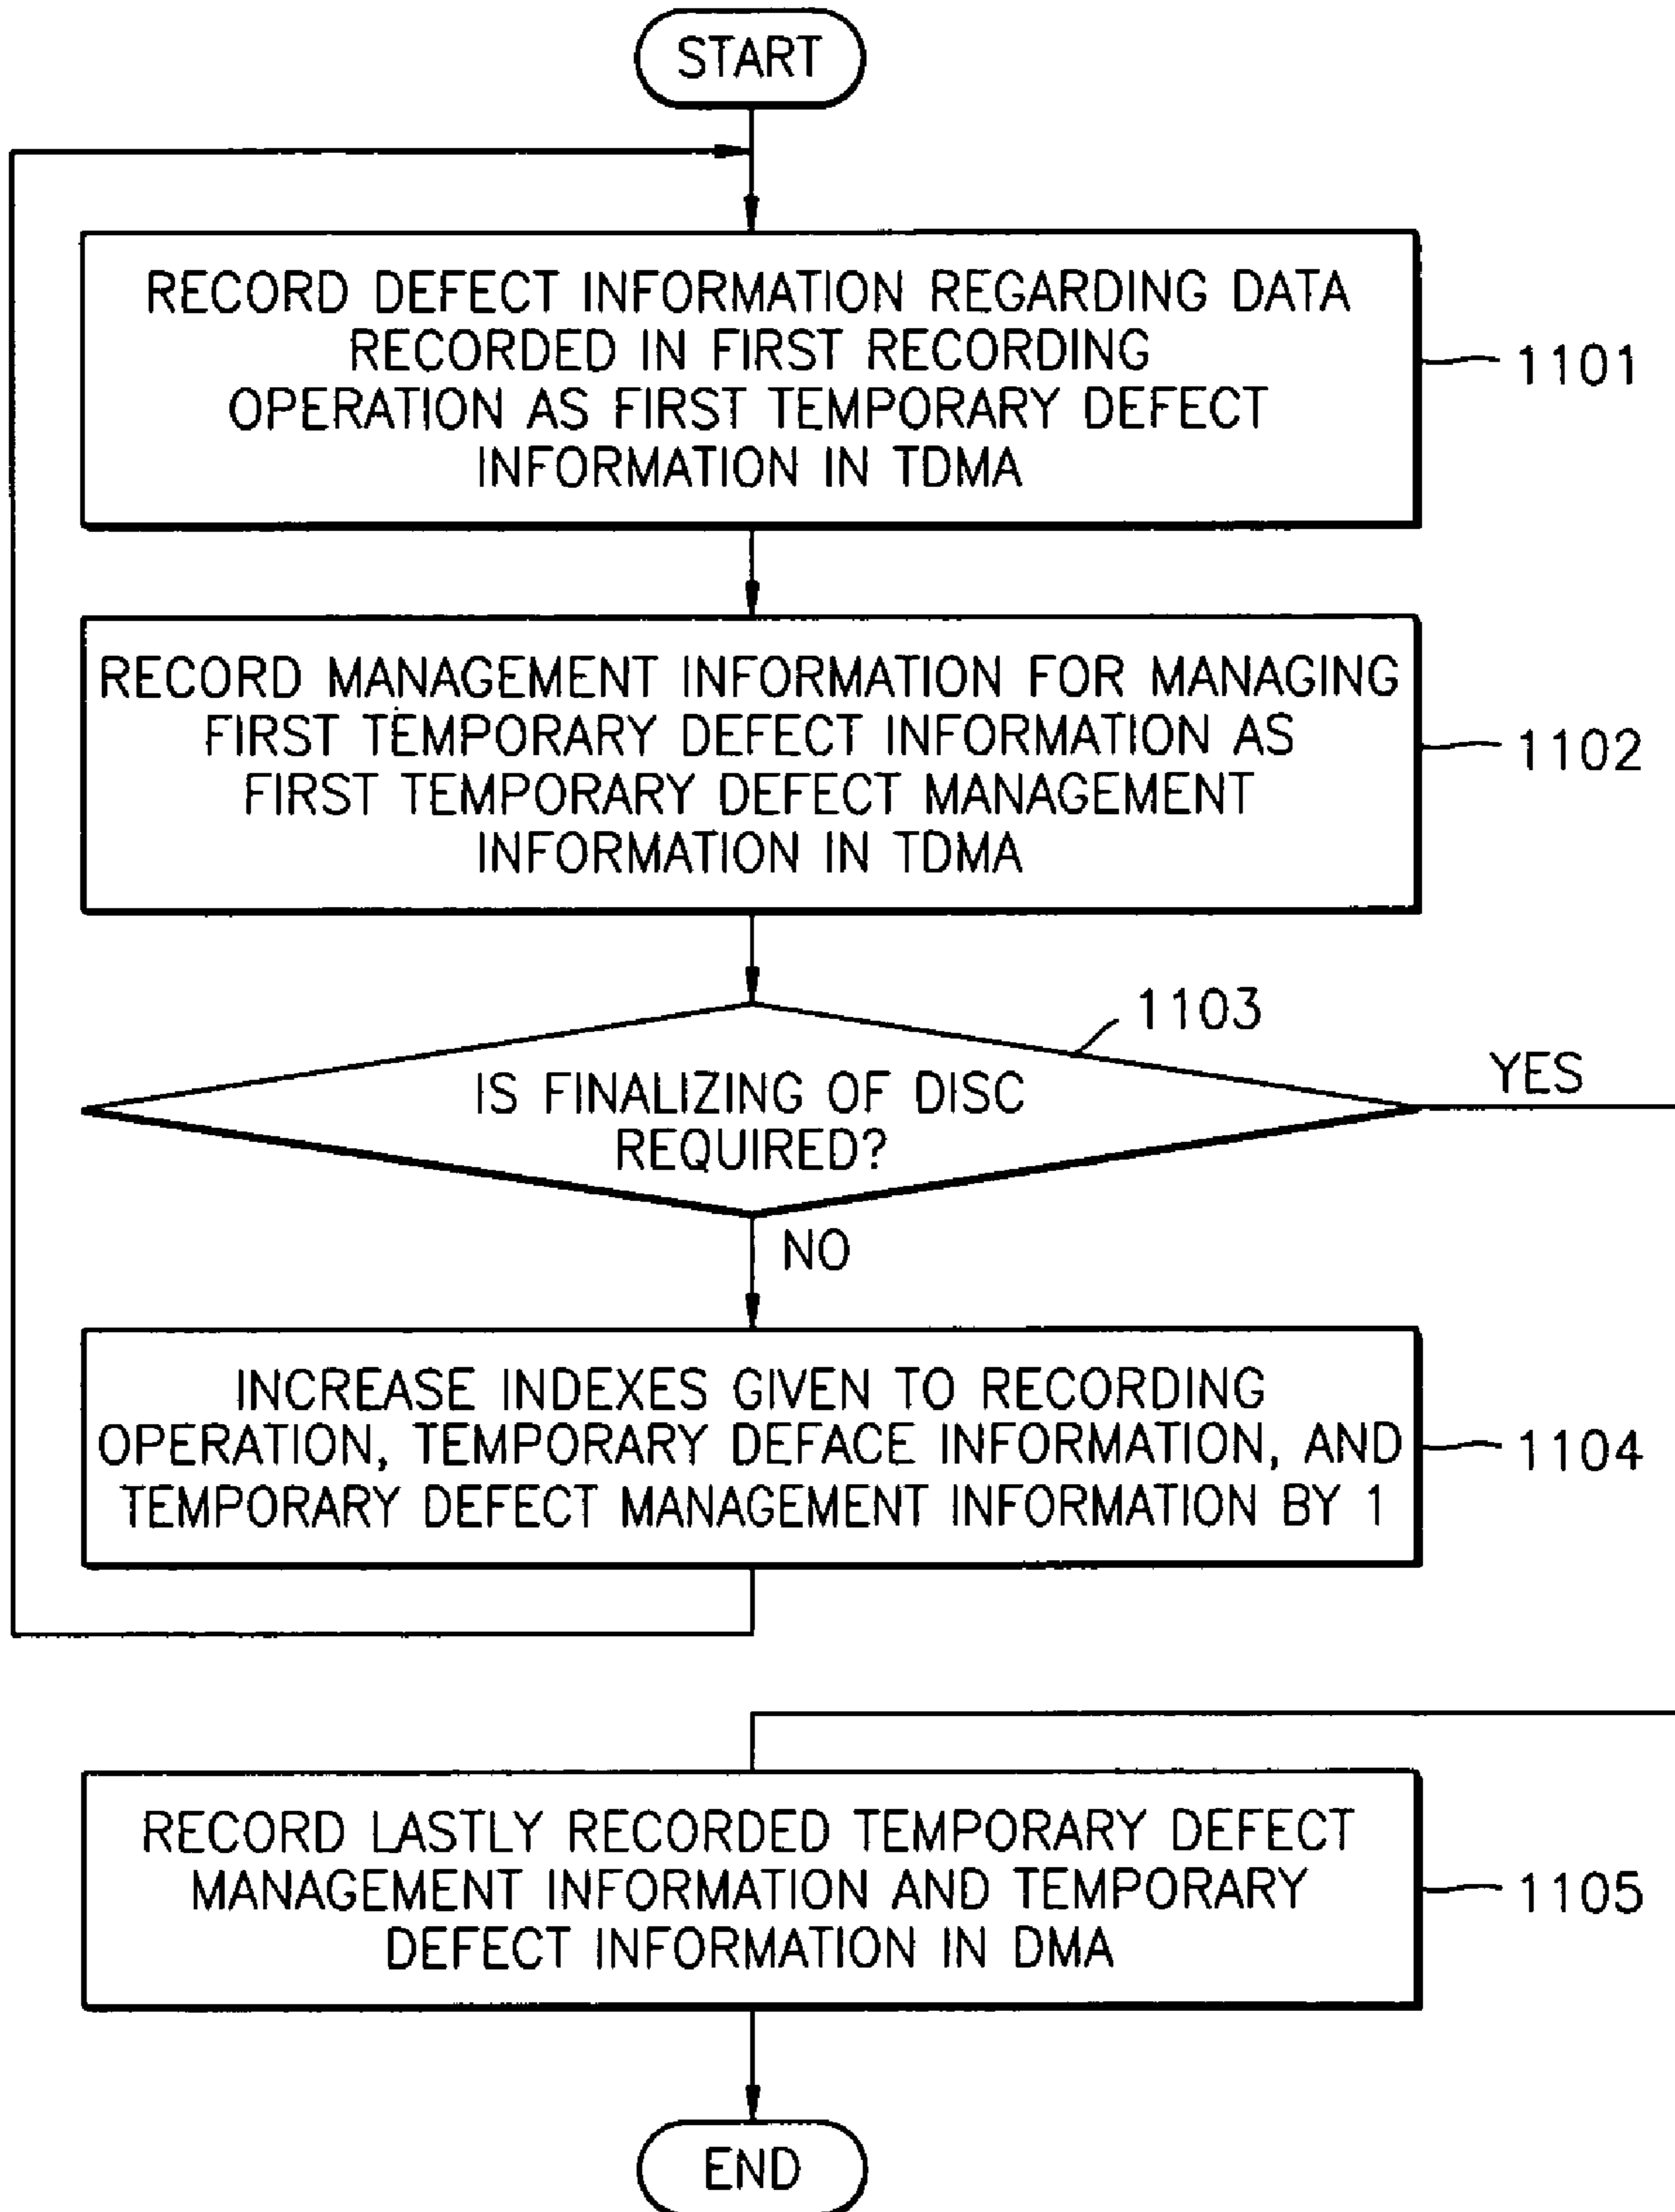 START
RECORD DEFECT INFORMATION REGARDING DATA
RECORDED IN FIRST RECORDING
OPERATION AS FIRST TEMPORARY DEFECT
INFORMATION IN TDMA
1101
RECORD MANAGEMENT INFORMATION FOR MANAGING
FIRST TEMPORARY DEFECT INFORMATION AS
FIRST TEMPORARY DEFECT MANAGEMENT
INFORMATION IN TDMA
1102
1103
IS FINALIZING OF DISC
REQUIRED?
YES
NO
INCREASE INDEXES GIVEN TO RECORDING
OPERATION, TEMPORARY DEFACE INFORMATION, AND
TEMPORARY DEFECT MANAGEMENT INFORMATION BY 1
1104
RECORD LASTLY RECORDED TEMPORARY DEFECT
MANAGEMENT INFORMATION AND TEMPORARY
DEFECT INFORMATION IN DMA
1105
END